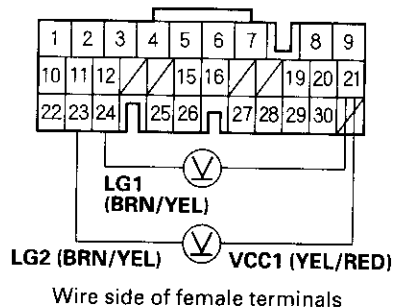 1 2 3 4 5 6 7 8 9
10 11 12 15 16 19 20 21
22 23 24 25 26 27 28 29 30
V
LG1
(BRN/YEL)
V
LG2 (BRN/YEL) VCC1 (YEL/RED)
Wire side of female terminals